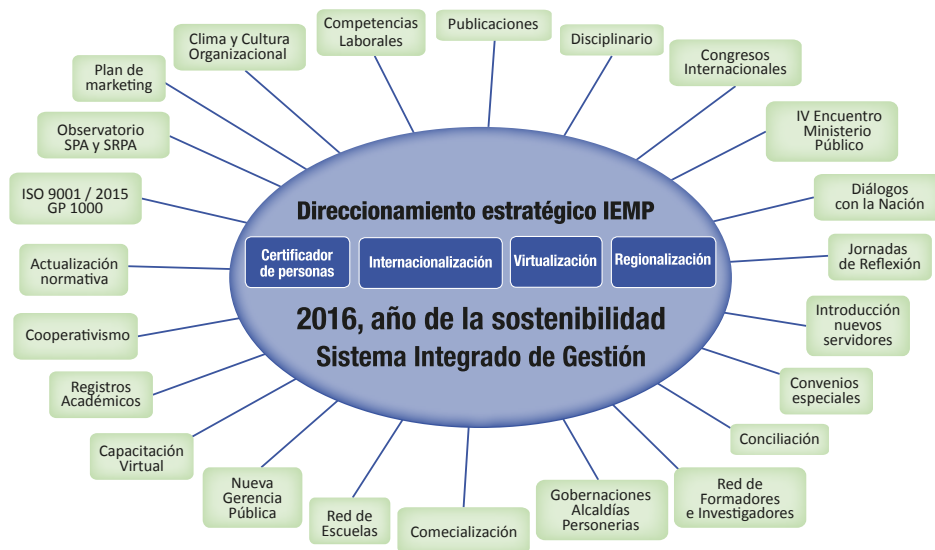 Direccionamiento estratégico IEMP
Certificador
de personas
Internacionalización
Virtualización
Regionalización
2016, año de la sostenibilidad
Sistema Integrado de Gestión
Publicaciones
Disciplinario
Congresos
Internacionales
IV Encuentro
Ministerio
Público
Diálogos
con la Nación
Jornadas
de Reflexión
Introducción
nuevos
servidores
Convenios
especiales
Conciliación
Red de
Formadores
e Investigadores
Gobernaciones
Alcaldías
Personerias
Comecialización
Red de
Escuelas
Nueva
Gerencia
Pública
Capacitación
Virtual
Registros
Académicos
Cooperativismo
Actualización
normativa
ISO 9001 / 2015
GP 1000
Observatorio
SPA y SRPA
Plan de
marketing
Clima y Cultura
Organizacional
Competencias
Laborales